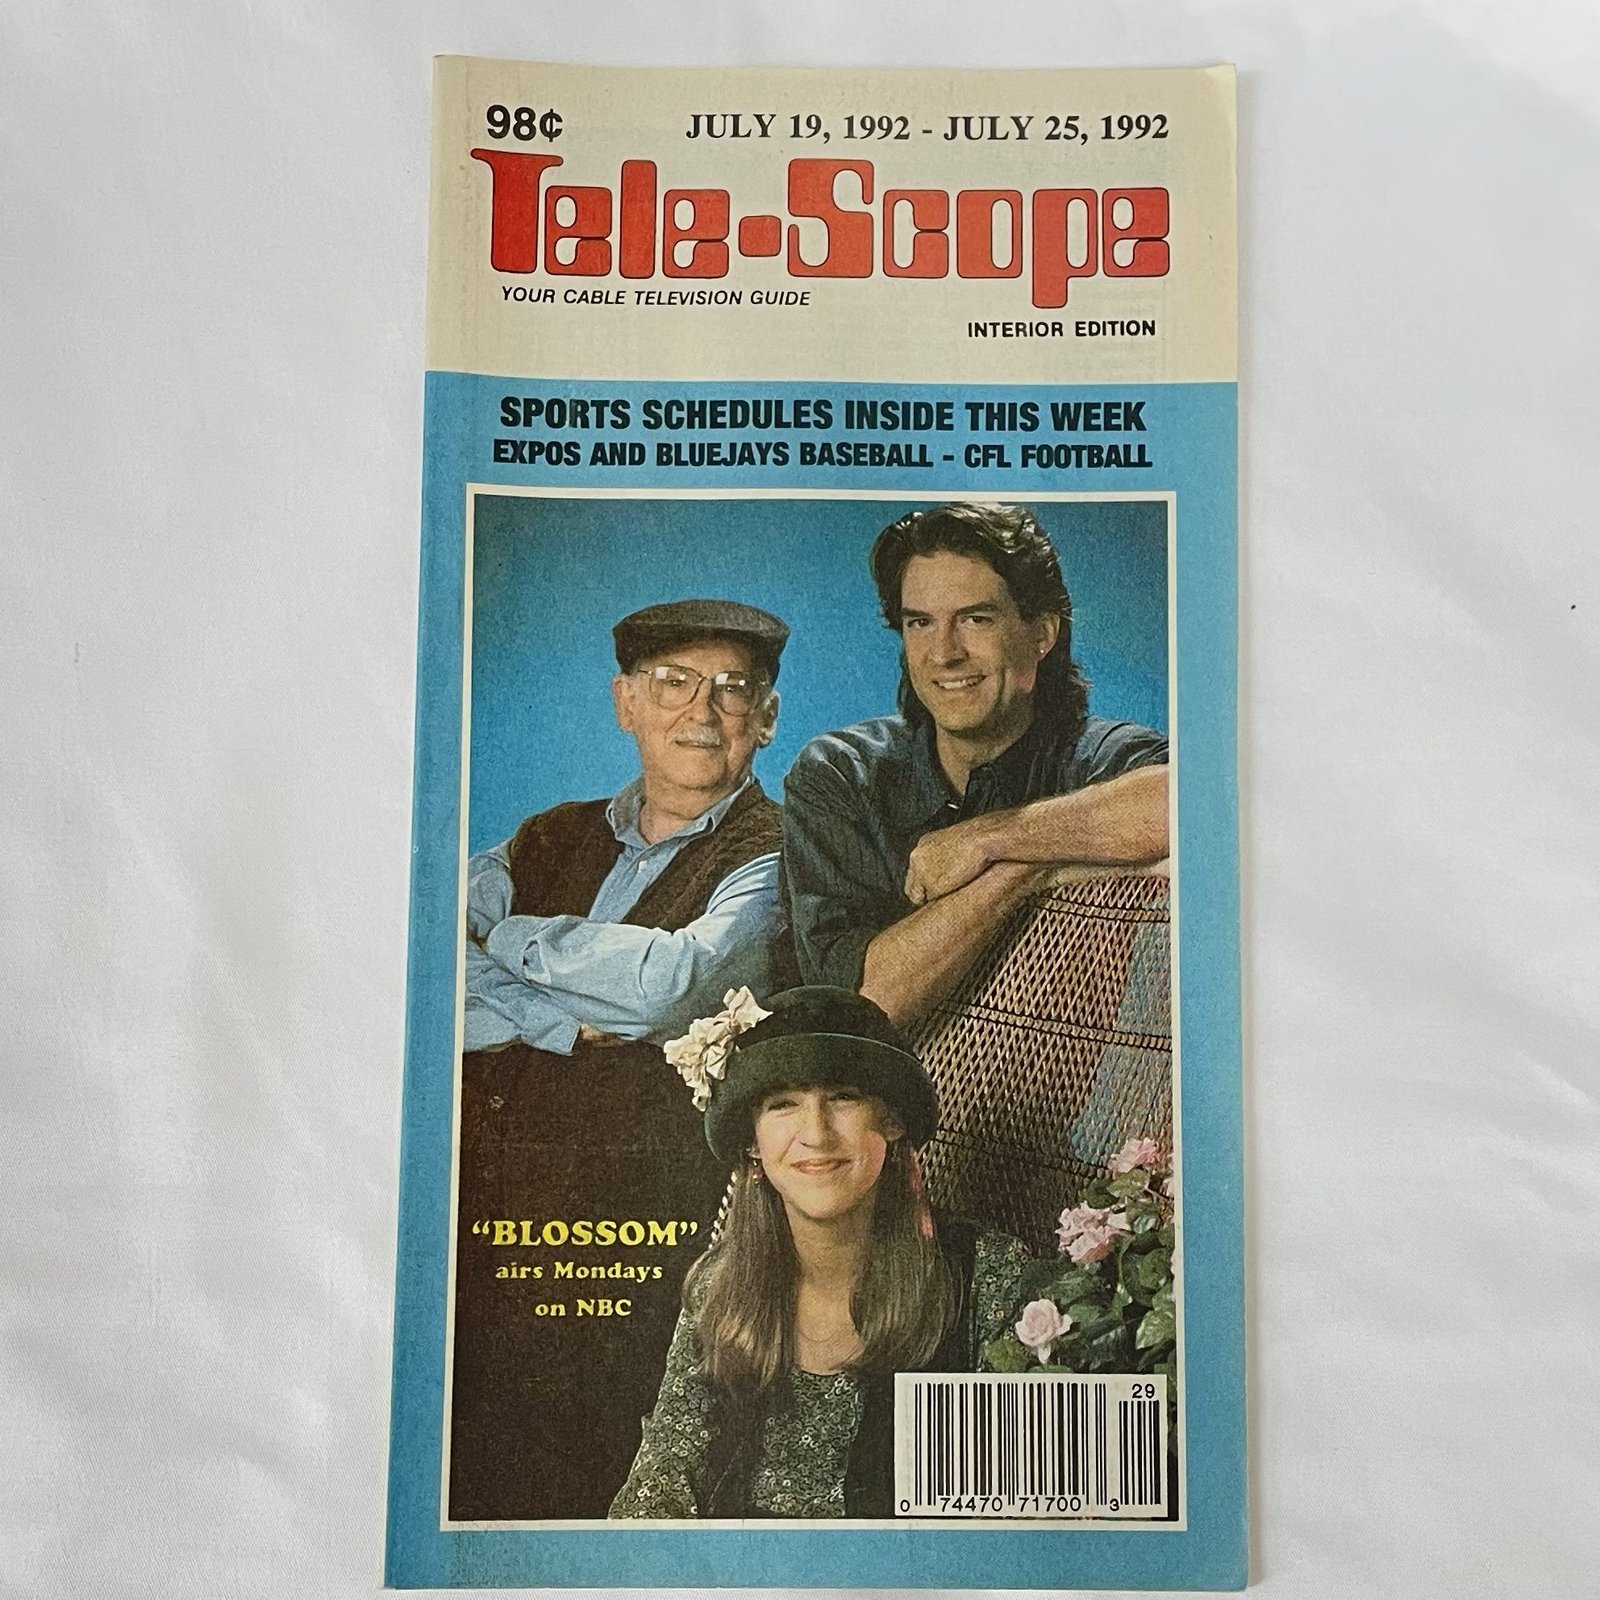 98¢ JULY 19, 1992 - JULY 25, 1992
Tele-Scope
YOUR CABLE TELEVISION GUIDE
INTERIOR EDITION
SPORTS SCHEDULES INSIDE THIS WEEK
EXPOS AND BLUEJAYS BASEBALL - CFL FOOTBALL
“BLOSSOM”
airs Mondays
on NBC
29
0 74470 71700 3